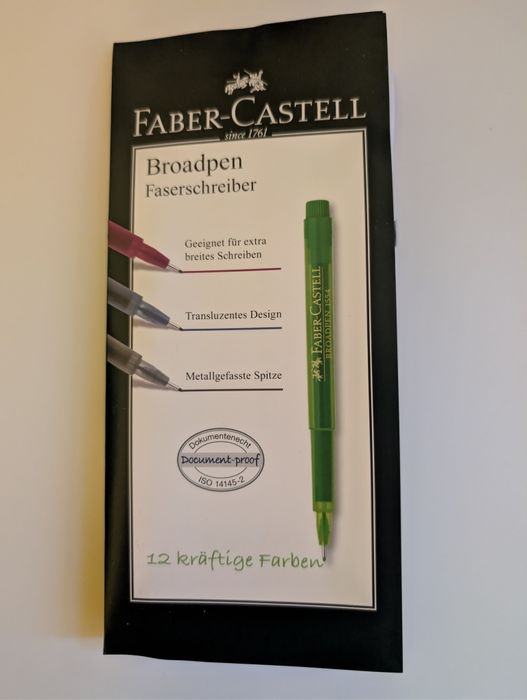 FABER-CASTELL
since 1761
Broadpen
Faserschreiber
Geeignet für extra
breites Schreiben
Transluzentes Design
Metallgefasste Spitze
FABER-CASTELL
BROADPEN 1554
Dokumentenecht
Document-proof
ISO 14145-2
12 kräftige Farben